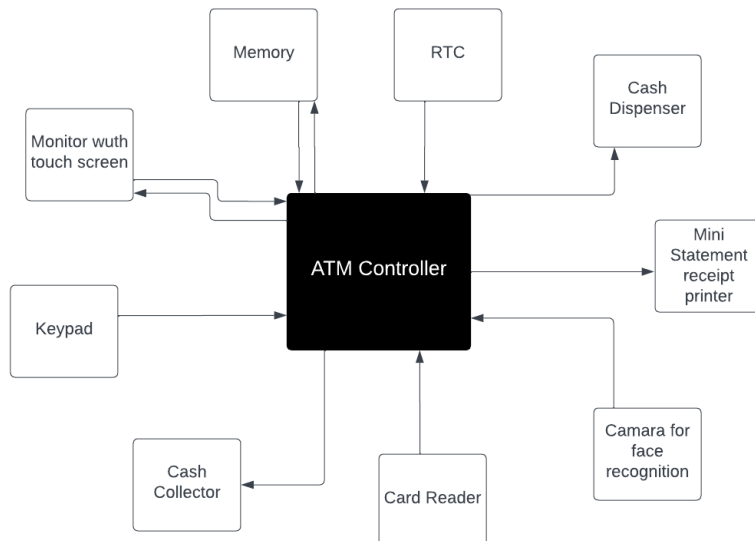 Memory
RTC
Cash
Dispenser
Monitor wuth
touch screen
ATM Controller
Mini
Statement
receipt
printer
Keypad
Camara for
face
recognition
Cash
Collector
Card Reader